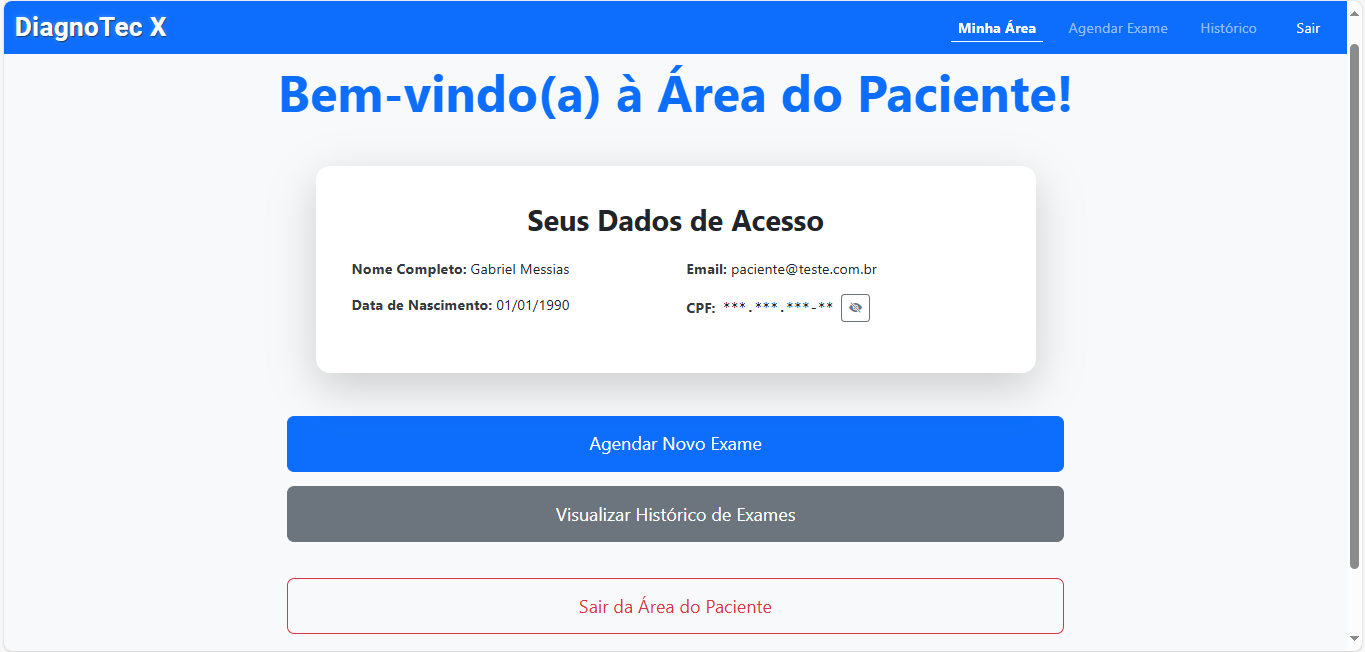 DiagnoTec X
Minha Área Agendar Exame Histórico Sair
Bem-vindo(a) à Área do Paciente!
Seus Dados de Acesso
Nome Completo: Gabriel Messias
Email: paciente@teste.com.br
Data de Nascimento: 01/01/1990
CPF: ***.***.***-**
Agendar Novo Exame
Visualizar Histórico de Exames
Sair da Área do Paciente